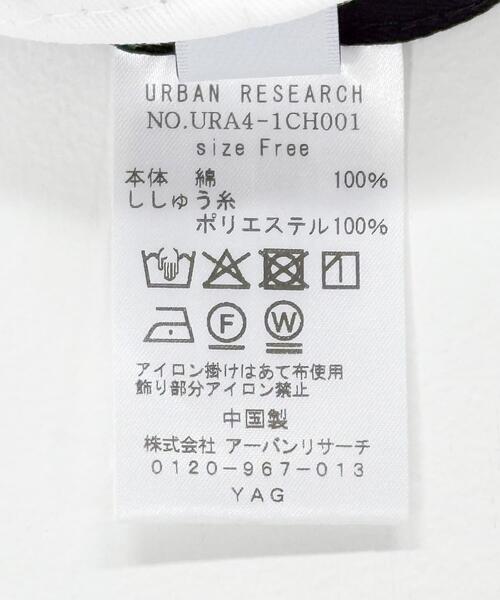 URBAN RESEARCH
NO.URA4-1CH001
size Free
本体 綿 100%
ししゅう糸
ポリエステル100%
F W
アイロン掛けはあて布使用
飾り部分アイロン禁止
中国製
株式会社 アーバンリサーチ
0120-967-013
YAG